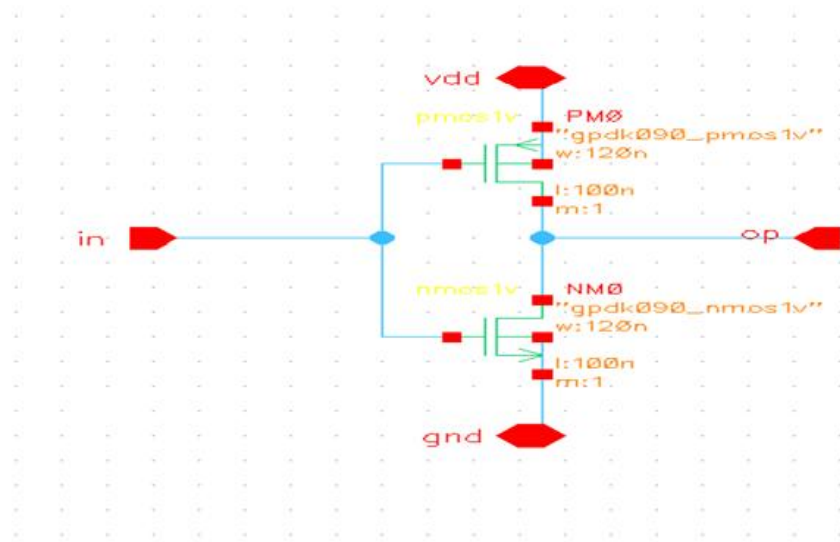 vdd
pmos1v
PM0
"gpdk090_pmos1v"
w:120n
l:100n
m:1
in
op
nmos1v
NM0
"gpdk090_nmos1v"
w:120n
l:100n
m:1
gnd